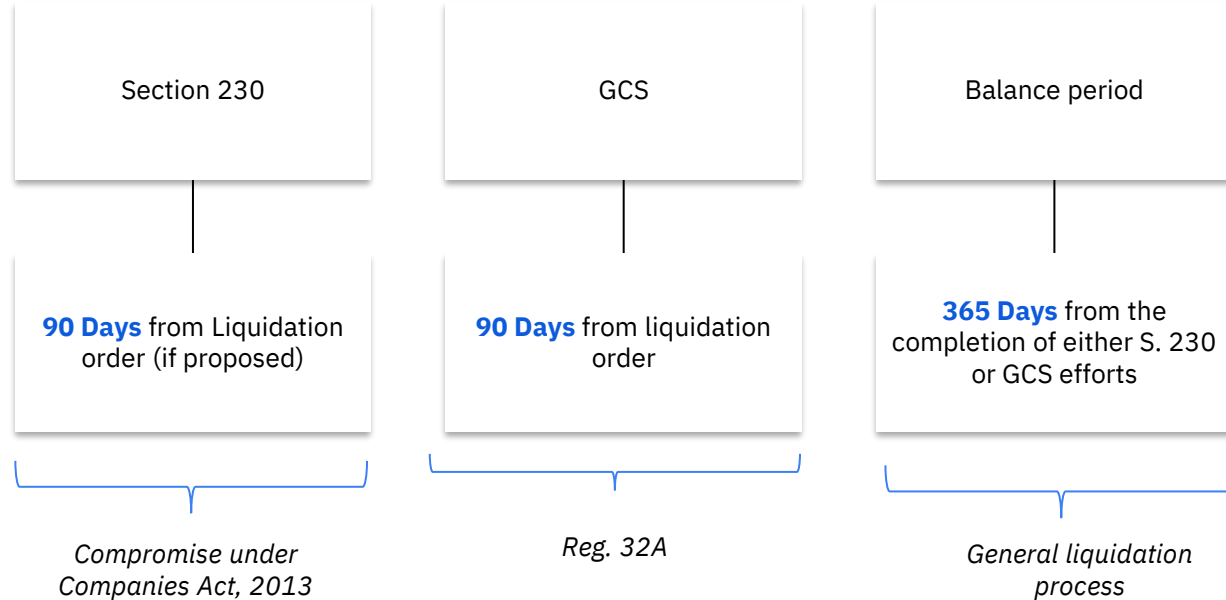 Section 230
GCS
Balance period
90 Days from Liquidation
order (if proposed)
90 Days from liquidation
order
365 Days from the
completion of either S. 230
or GCS efforts
Compromise under
Companies Act, 2013
Reg. 32A
General liquidation
process